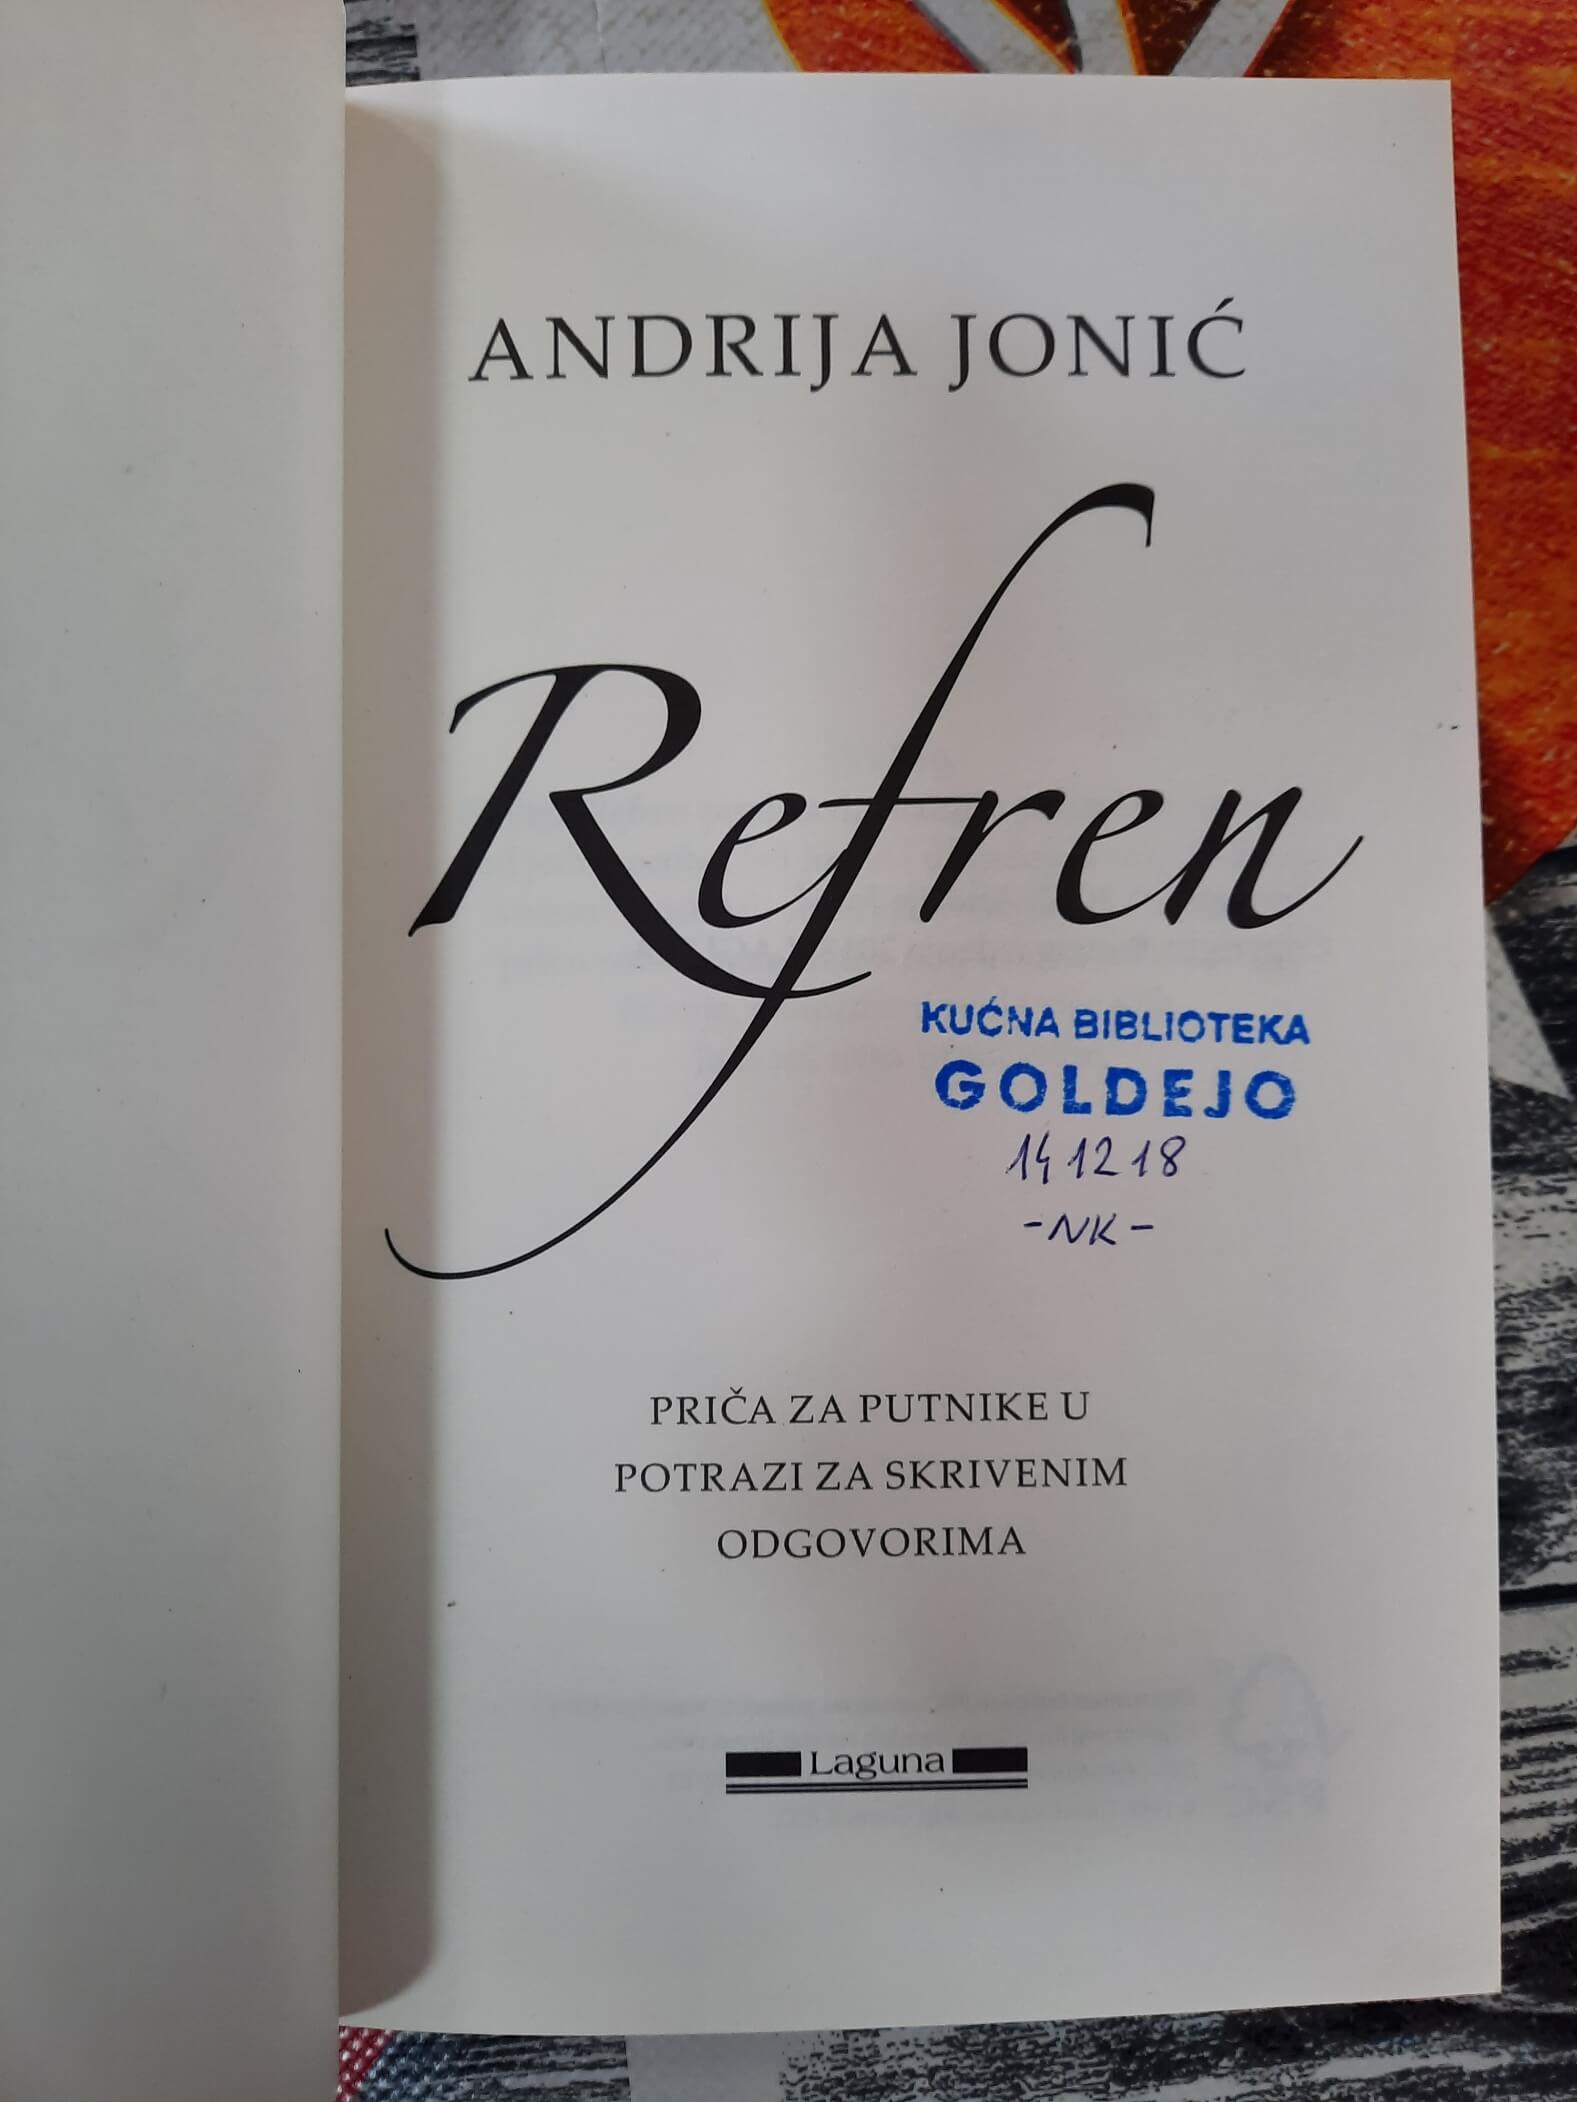 ANDRIJA JONIĆ
Refren
KUĆNA BIBLIOTEKA
GOLDEJO
14 12 18
-NK-
PRIČA ZA PUTNIKE U
POTRAZI ZA SKRIVENIM
ODGOVORIMA
Laguna